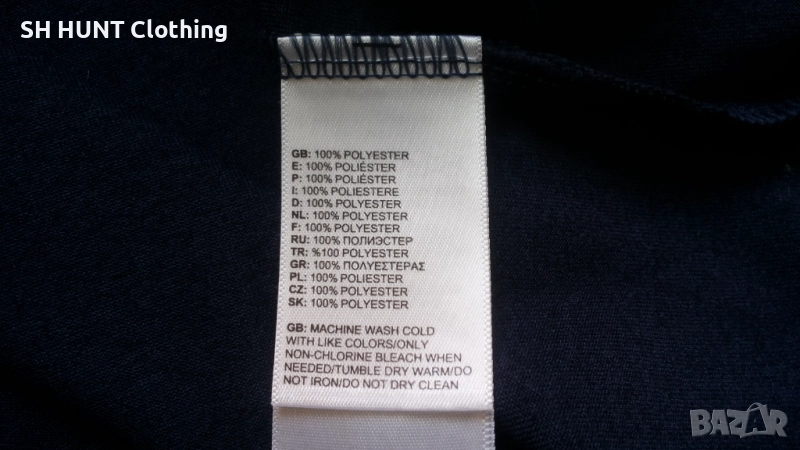 SH HUNT Clothing
GB: 100% POLYESTER
E: 100% POLIÉSTER
P: 100% POLIÉSTER
I: 100% POLIESTERE
D: 100% POLYESTER
NL: 100% POLYESTER
F: 100% POLYESTER
RU: 100% ПОЛИЭСТЕР
TR: %100 POLYESTER
GR: 100% ΠΟΛΥΕΣΤΕΡΑΣ
PL: 100% POLIESTER
CZ: 100% POLYESTER
SK: 100% POLYESTER
GB: MACHINE WASH COLD
WITH LIKE COLORS/ONLY
NON-CHLORINE BLEACH WHEN
NEEDED/TUMBLE DRY WARM/DO
NOT IRON/DO NOT DRY CLEAN
BAZAR